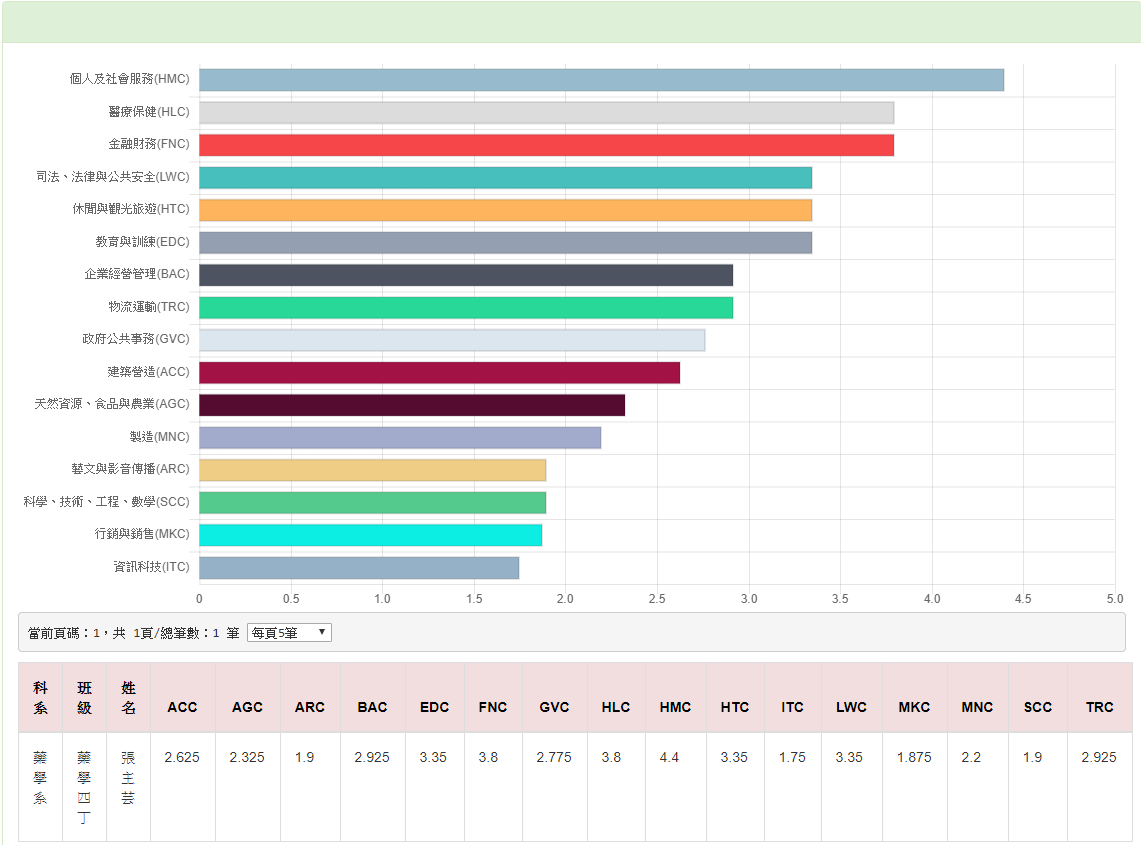 個人及社會服務(HMC)
醫療保健(HLC)
金融財務(FNC)
司法、法律與公共安全(LWC)
休閒與觀光旅遊(HTC)
教育與訓練(EDC)
企業經營管理(BAC)
物流運輸(TRC)
政府公共事務(GVC)
建築營造(ACC)
天然資源、食品與農業(AGC)
製造(MNC)
藝文與影音傳播(ARC)
科學、技術、工程、數學(SCC)
行銷與銷售(MKC)
資訊科技(ITC)
0 0.5 1.0 1.5 2.0 2.5 3.0 3.5 4.0 4.5 5.0
當前頁碼：1，共 1頁/總筆數：1 筆 每頁5筆
科系 班級 姓名 ACC AGC ARC BAC EDC FNC GVC HLC HMC HTC ITC LWC MKC MNC SCC TRC
藥學系 藥學四丁 張主芸 2.625 2.325 1.9 2.925 3.35 3.8 2.775 3.8 4.4 3.35 1.75 3.35 1.875 2.2 1.9 2.925